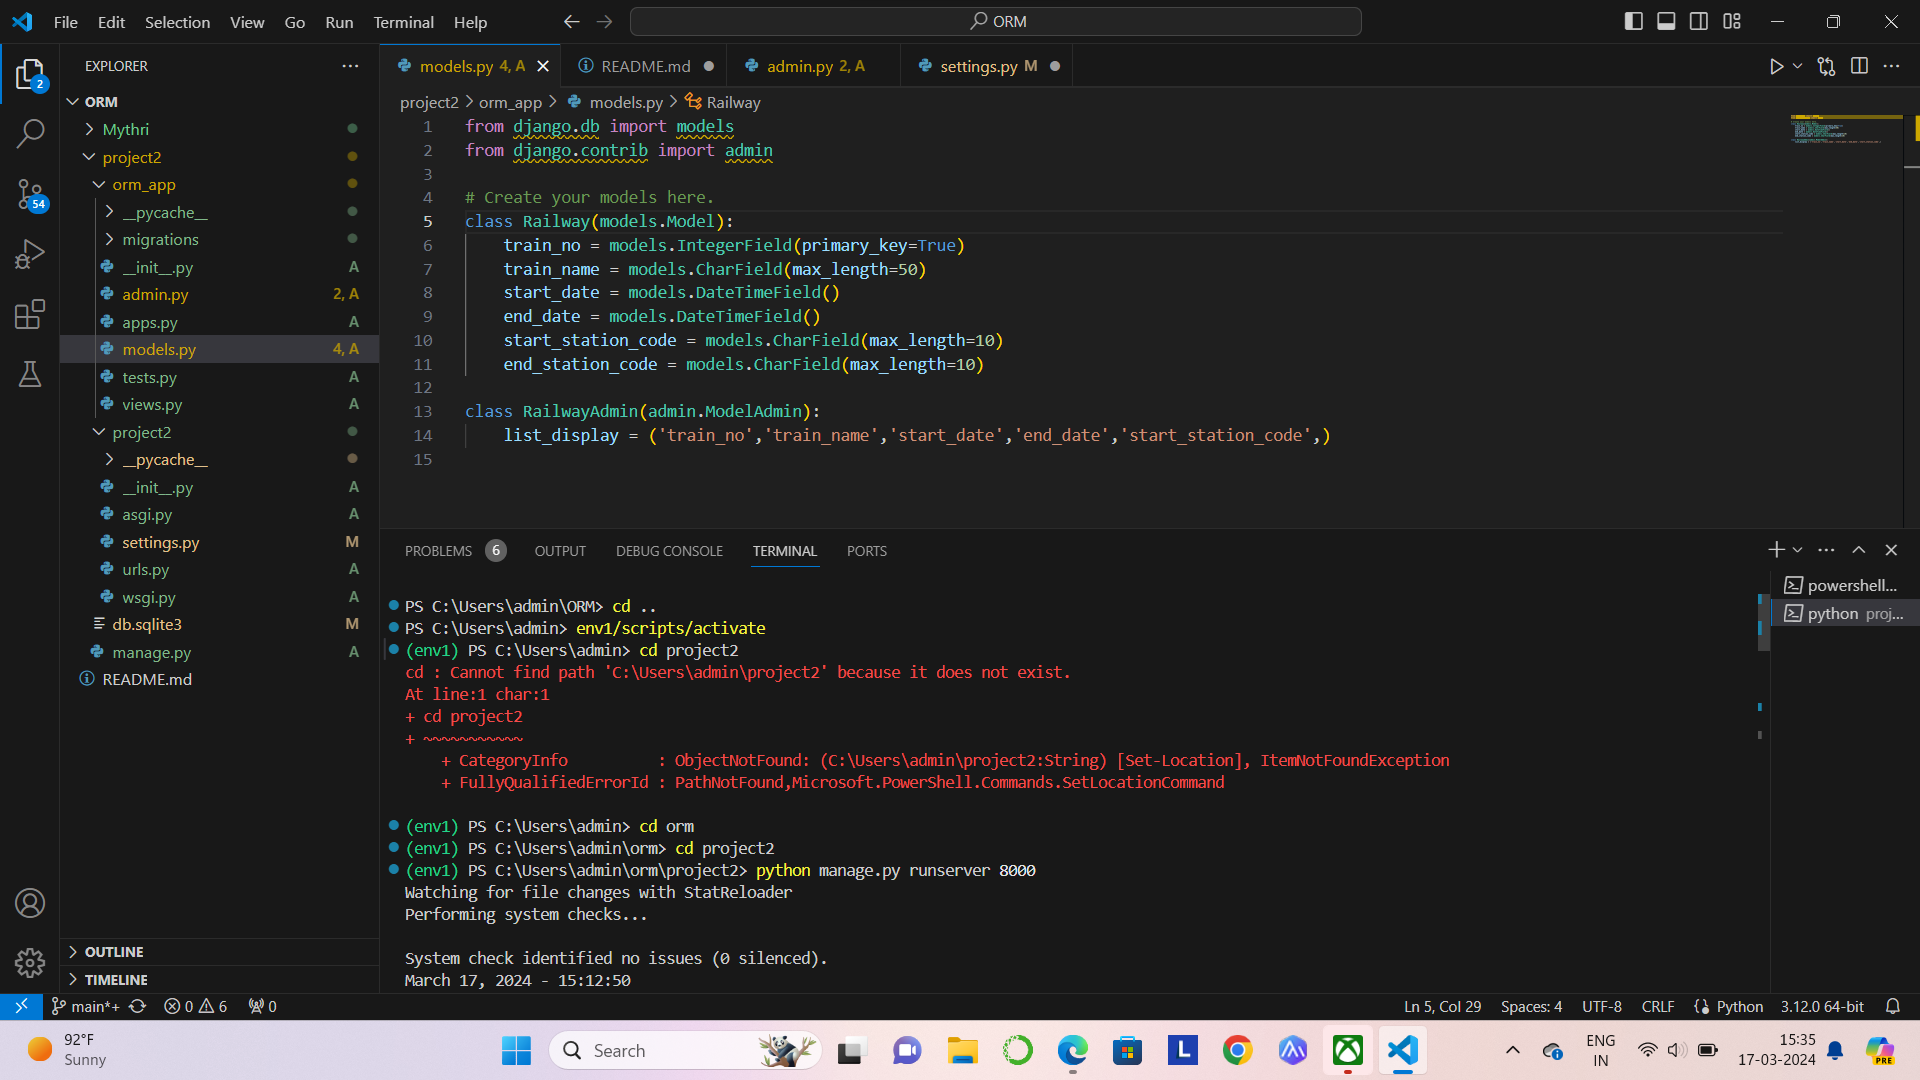 File Edit Selection View Go Run Terminal Help
ORM
EXPLORER
ORM
Mythri
project2
orm_app
__pycache__
migrations
__init__.py A
admin.py 2, A
apps.py A
models.py 4, A
tests.py A
views.py A
project2
__pycache__
__init__.py A
asgi.py A
settings.py M
urls.py A
wsgi.py A
db.sqlite3 M
manage.py A
README.md
OUTLINE
TIMELINE
2
54
models.py 4, A
README.md
admin.py 2, A
settings.py M
project2 > orm_app > models.py > Railway
1 from django.db import models
2 from django.contrib import admin
3
4 # Create your models here.
5 class Railway(models.Model):
6 train_no = models.IntegerField(primary_key=True)
7 train_name = models.CharField(max_length=50)
8 start_date = models.DateTimeField()
9 end_date = models.DateTimeField()
10 start_station_code = models.CharField(max_length=10)
11 end_station_code = models.CharField(max_length=10)
12
13 class RailwayAdmin(admin.ModelAdmin):
14 list_display = ('train_no','train_name','start_date','end_date','start_station_code',)
15
PROBLEMS 6 OUTPUT DEBUG CONSOLE TERMINAL PORTS
powershell...
python proj...
PS C:\Users\admin\ORM> cd ..
PS C:\Users\admin> env1/scripts/activate
(env1) PS C:\Users\admin> cd project2
cd : Cannot find path 'C:\Users\admin\project2' because it does not exist.
At line:1 char:1
+ cd project2
+ ~~~~~~~~~~~
+ CategoryInfo : ObjectNotFound: (C:\Users\admin\project2:String) [Set-Location], ItemNotFoundException
+ FullyQualifiedErrorId : PathNotFound,Microsoft.PowerShell.Commands.SetLocationCommand
(env1) PS C:\Users\admin> cd orm
(env1) PS C:\Users\admin\orm> cd project2
(env1) PS C:\Users\admin\orm\project2> python manage.py runserver 8000
Watching for file changes with StatReloader
Performing system checks...
System check identified no issues (0 silenced).
March 17, 2024 - 15:12:50
main*+ 0 6 0
Ln 5, Col 29 Spaces: 4 UTF-8 CRLF Python 3.12.0 64-bit
92°F
Sunny
Search
L
PRE
ENG
IN
15:35
17-03-2024